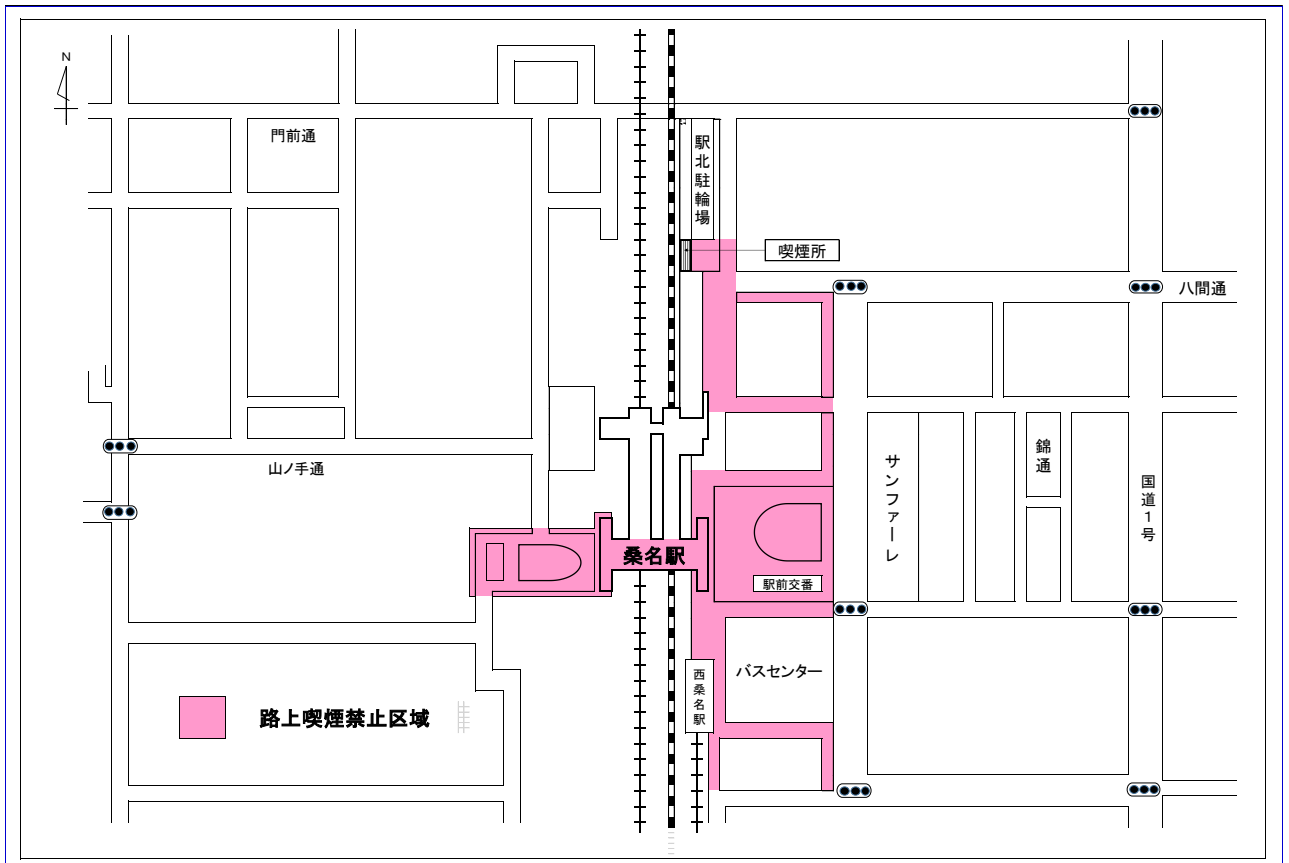 N
門前通
駅北駐輪場
喫煙所
八間通
山ノ手通
サンファーレ
錦通
国道1号
桑名駅
駅前交番
バスセンター
西桑名駅
路上喫煙禁止区域